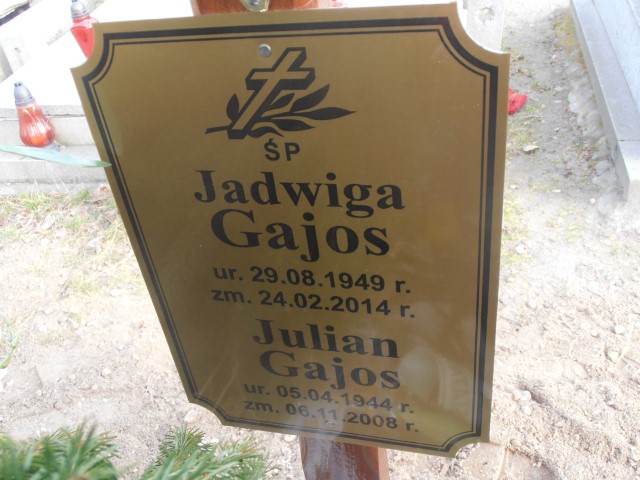 ŚP
Jadwiga
Gajos
ur. 29.08.1949 r.
zm. 24.02.2014 r.
Julian
Gajos
ur. 05.04.1944 r.
zm. 06.11.2008 r.